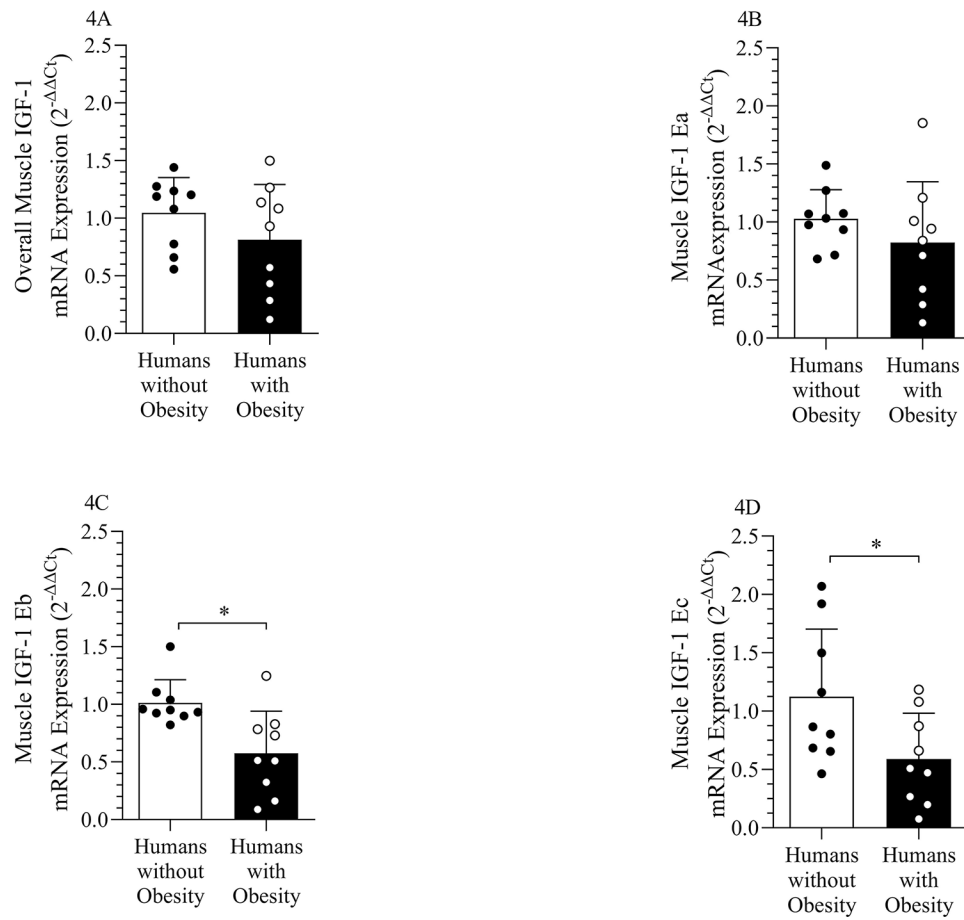 4A
Overall Muscle IGF-1
mRNA Expression (2^-ΔΔCt)
2.5
2.0
1.5
1.0
0.5
0.0
Humans
without
Obesity
Humans
with
Obesity
4B
Muscle IGF-1 Ea
mRNAexpression (2^-ΔΔCt)
2.5
2.0
1.5
1.0
0.5
0.0
Humans
without
Obesity
Humans
with
Obesity
4C
Muscle IGF-1 Eb
mRNA Expression (2^-ΔΔCt)
2.5
2.0
1.5
1.0
0.5
0.0
*
Humans
without
Obesity
Humans
with
Obesity
4D
Muscle IGF-1 Ec
mRNA Expression (2^-ΔΔCt)
2.5
2.0
1.5
1.0
0.5
0.0
*
Humans
without
Obesity
Humans
with
Obesity